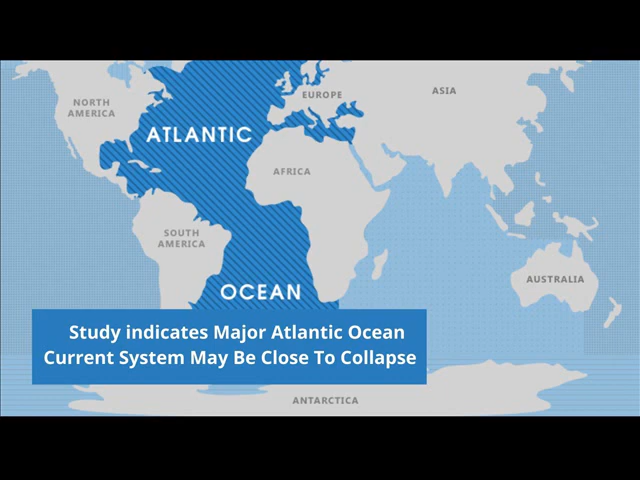 NORTH
AMERICA
ATLANTIC
EUROPE
ASIA
AFRICA
SOUTH
AMERICA
OCEAN
AUSTRALIA
Study indicates Major Atlantic Ocean
Current System May Be Close To Collapse
ANTARCTICA